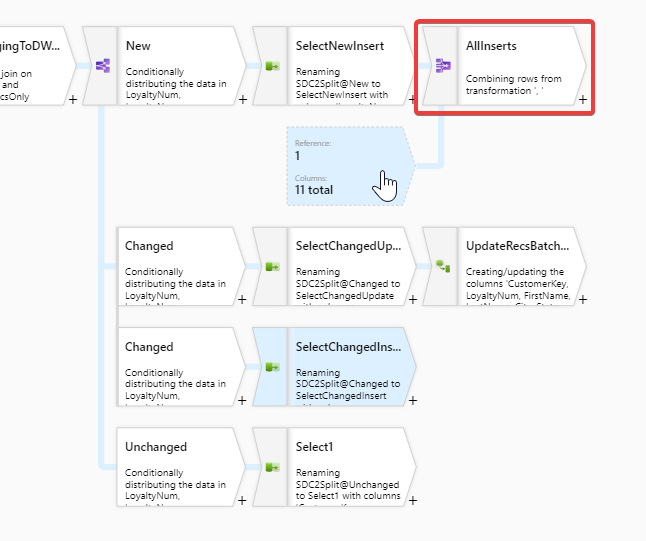 gingToDW...
join on
and
csOnly
+
New
Conditionally
distributing the data in
LoyaltyNum,
+
SelectNewInsert
Renaming
SDC2Split@New to
SelectNewInsert with
+
AllInserts
Combining rows from
transformation ', '
+
Reference:
1
Columns:
11 total
Changed
Conditionally
distributing the data in
LoyaltyNum,
+
SelectChangedUp...
Renaming
SDC2Split@Changed to
SelectChangedUpdate
+
UpdateRecsBatch...
Creating/updating the
columns 'CustomerKey,
LoyaltyNum, FirstName,
+
Changed
Conditionally
distributing the data in
LoyaltyNum,
+
SelectChangedIns...
Renaming
SDC2Split@Changed to
SelectChangedInsert
+
Unchanged
Conditionally
distributing the data in
LoyaltyNum,
+
Select1
Renaming
SDC2Split@Unchanged
to Select1 with columns
+